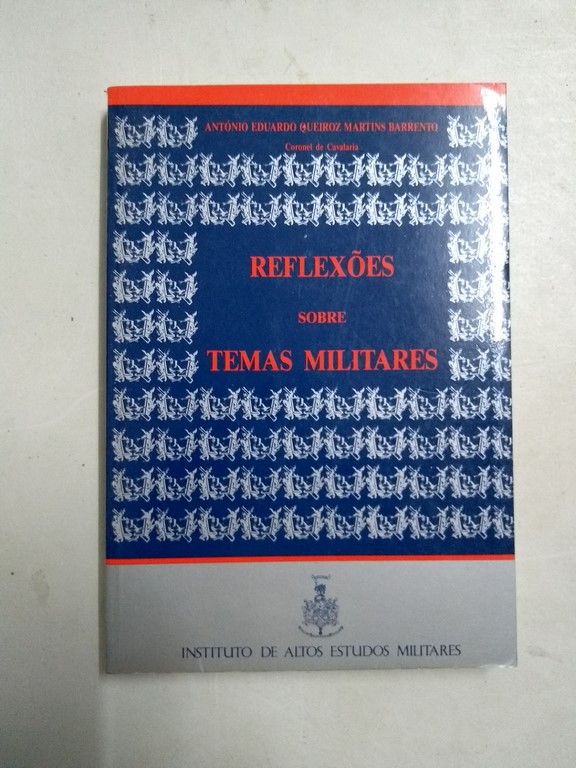 ANTÓNIO EDUARDO QUEIROZ MARTINS BARRENTO
Coronel de Cavalaria
REFLEXÕES
SOBRE
TEMAS MILITARES
INSTITUTO DE ALTOS ESTUDOS MILITARES